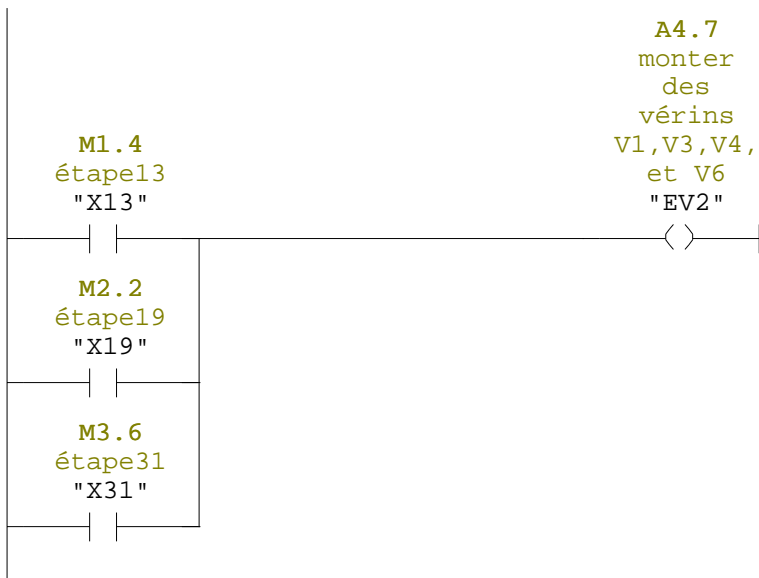 A4.7
monter
des
vérins
V1,V3,V4,
et V6
"EV2"
M1.4
étape13
"X13"
M2.2
étape19
"X19"
M3.6
étape31
"X31"